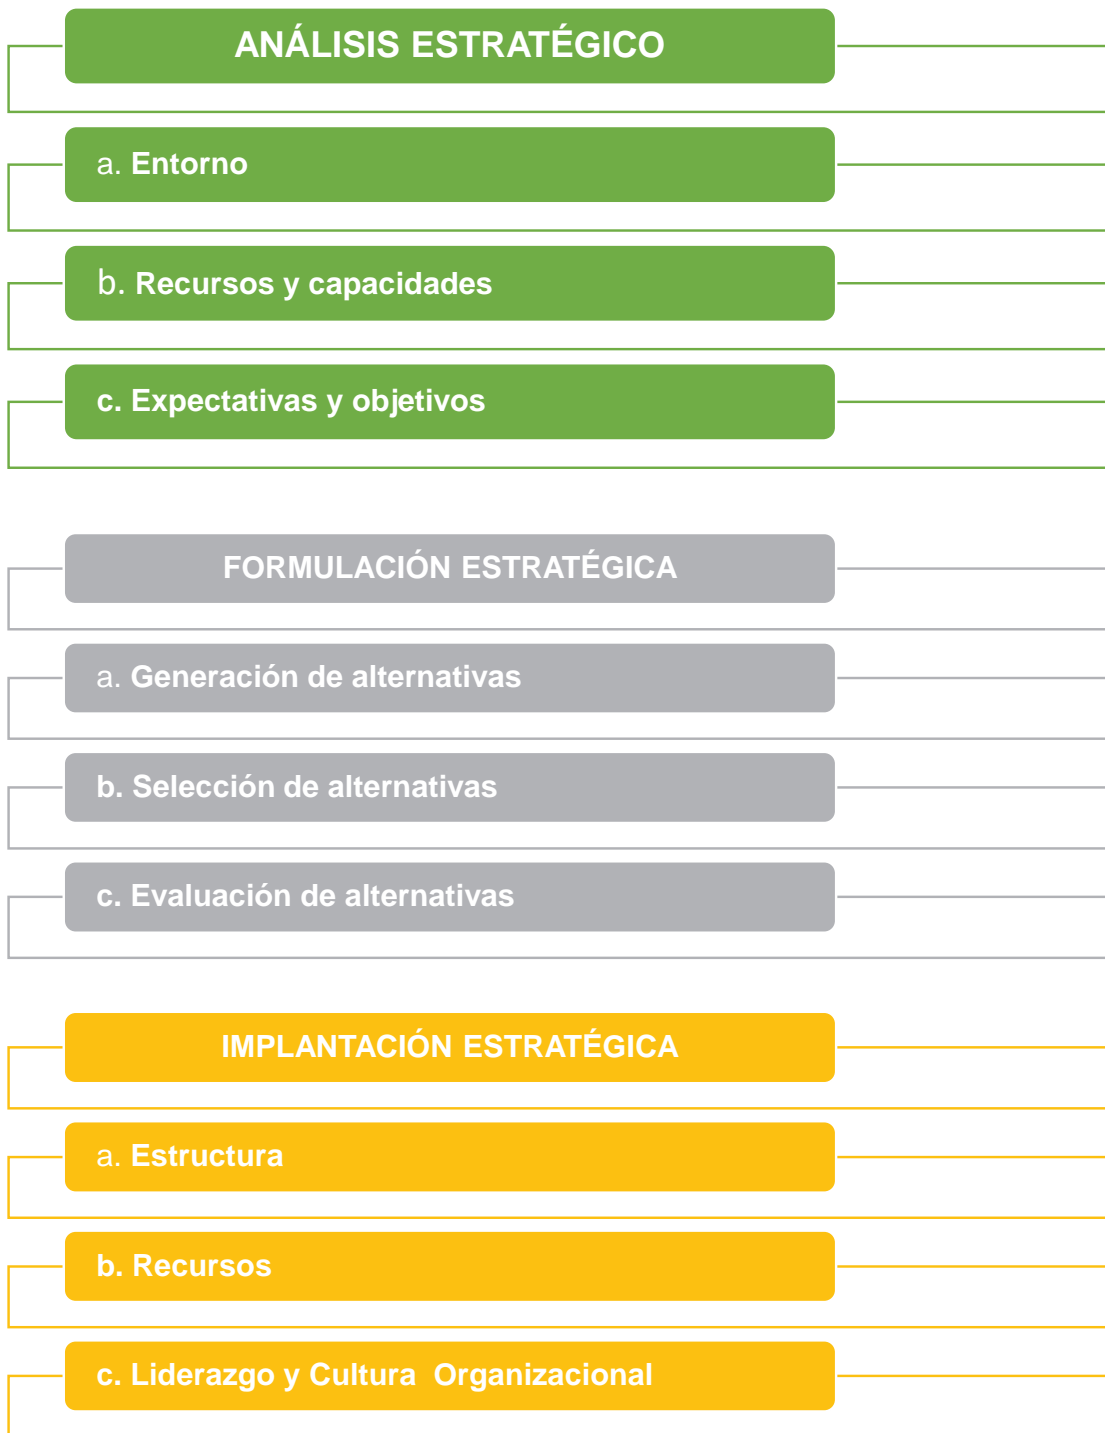 ANÁLISIS ESTRATÉGICO
a. Entorno
b. Recursos y capacidades
c. Expectativas y objetivos
FORMULACIÓN ESTRATÉGICA
a. Generación de alternativas
b. Selección de alternativas
c. Evaluación de alternativas
IMPLANTACIÓN ESTRATÉGICA
a. Estructura
b. Recursos
c. Liderazgo y Cultura  Organizacional